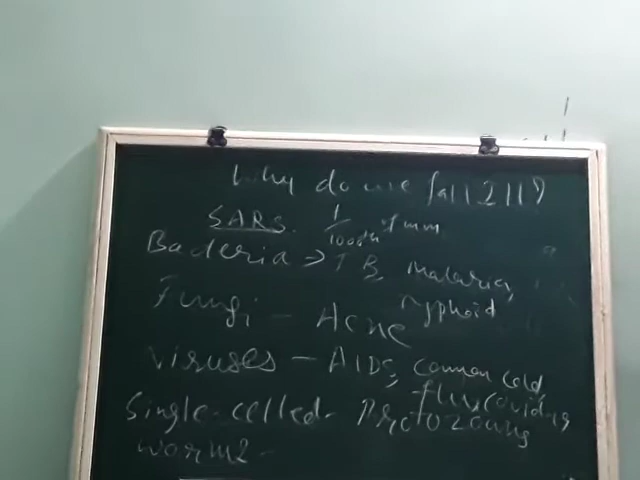 Why do we fall ill?
SARS. 1/1000th of mm
Bacteria → TB, Malaria,
Typhoid
Fungi - Acne
Viruses - AIDS, common cold,
flu, covid-19
Single-celled - Protozoans
worms -